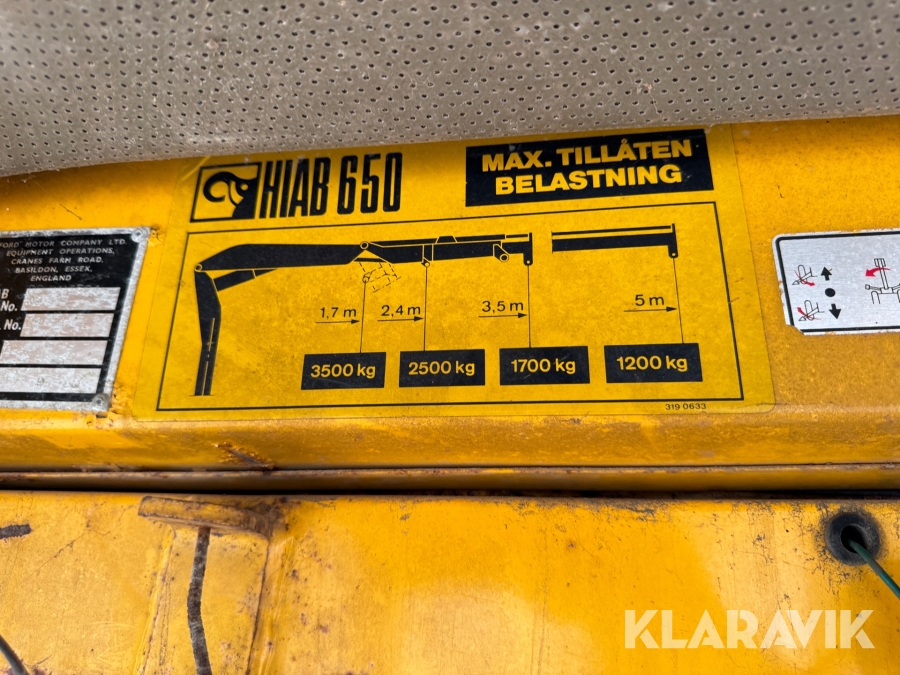 HIAB 650
MAX. TILLÅTEN
BELASTNING
1,7 m
2,4 m
3,5 m
5 m
3500 kg
2500 kg
1700 kg
1200 kg
319 0633
FORD MOTOR COMPANY LTD.
EQUIPMENT OPERATIONS,
CRANES FARM ROAD,
BASILDON, ESSEX,
ENGLAND
No.
No.
KLARAVIK